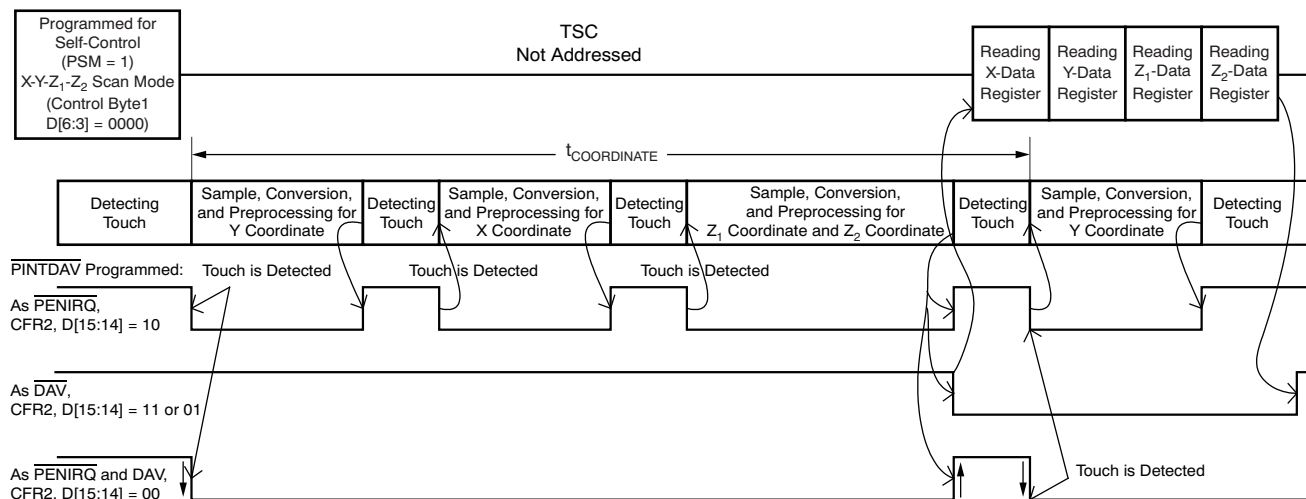 Programmed for
Self-Control
(PSM = 1)
X-Y-Z1-Z2 Scan Mode
(Control Byte1
D[6:3] = 0000)
TSC
Not Addressed
Reading
X-Data
Register
Reading
Y-Data
Register
Reading
Z1-Data
Register
Reading
Z2-Data
Register
tCOORDINATE
Detecting
Touch
Sample, Conversion,
and Preprocessing for
Y Coordinate
Detecting
Touch
Sample, Conversion,
and Preprocessing for
X Coordinate
Detecting
Touch
Sample, Conversion,
and Preprocessing for
Z1 Coordinate and Z2 Coordinate
Detecting
Touch
Sample, Conversion,
and Preprocessing for
Y Coordinate
Detecting
Touch
PINTDAV Programmed:
Touch is Detected
Touch is Detected
Touch is Detected
As PENIRQ,
CFR2, D[15:14] = 10
As DAV,
CFR2, D[15:14] = 11 or 01
As PENIRQ and DAV,
CFR2, D[15:14] = 00
Touch is Detected